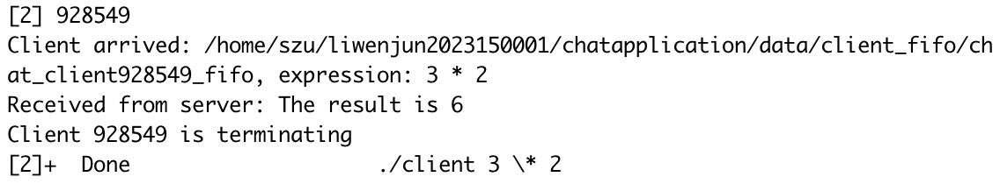 [2] 928549
Client arrived: /home/szu/liwenjun2023150001/chatapplication/data/client_fifo/ch
at_client928549_fifo, expression: 3 * 2
Received from server: The result is 6
Client 928549 is terminating
[2]+  Done                    ./client 3 \* 2